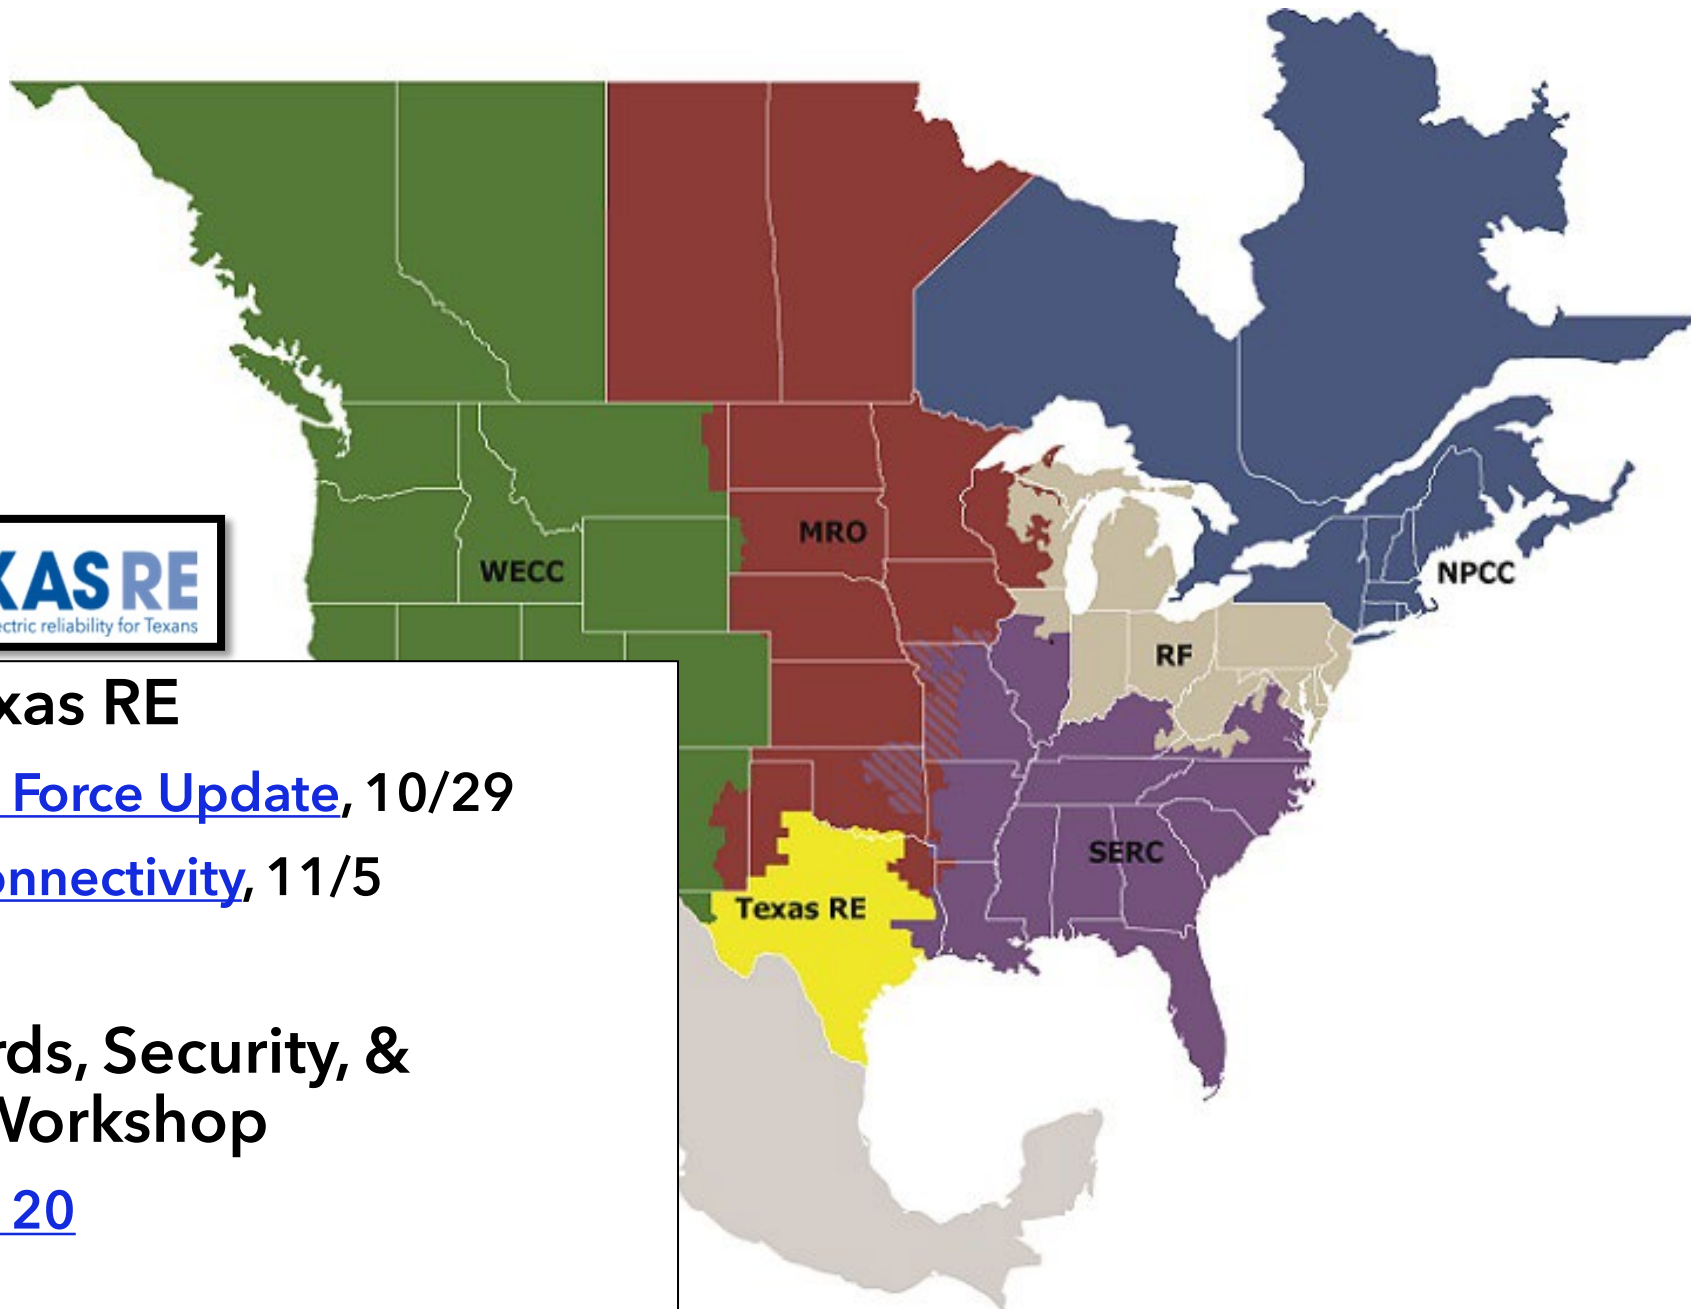 MRO
WECC
NPCC
RF
SERC
Texas RE
XAS RE
ectric reliability for Texans
xas RE
Force Update, 10/29
onnectivity, 11/5
rds, Security, &
Workshop
20